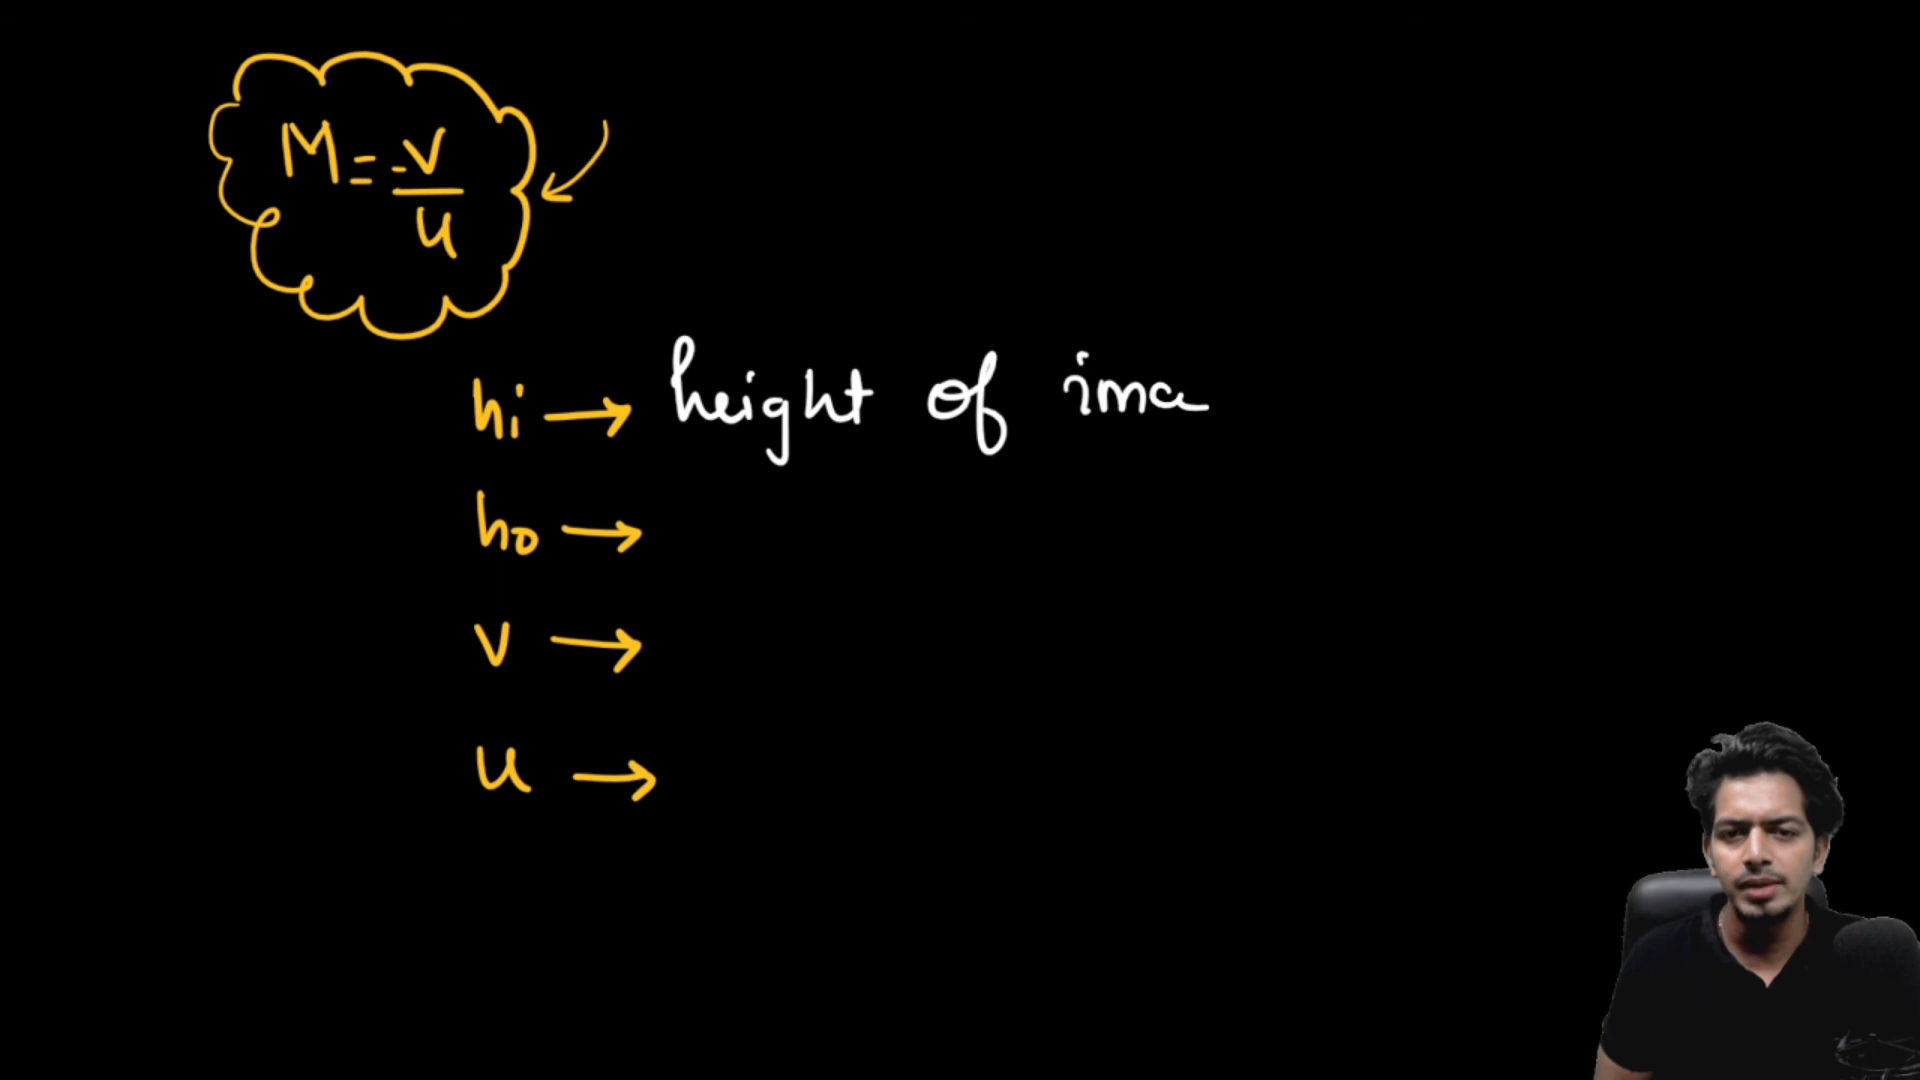 M = -v
u
hi → height of ima
ho →
v →
u →